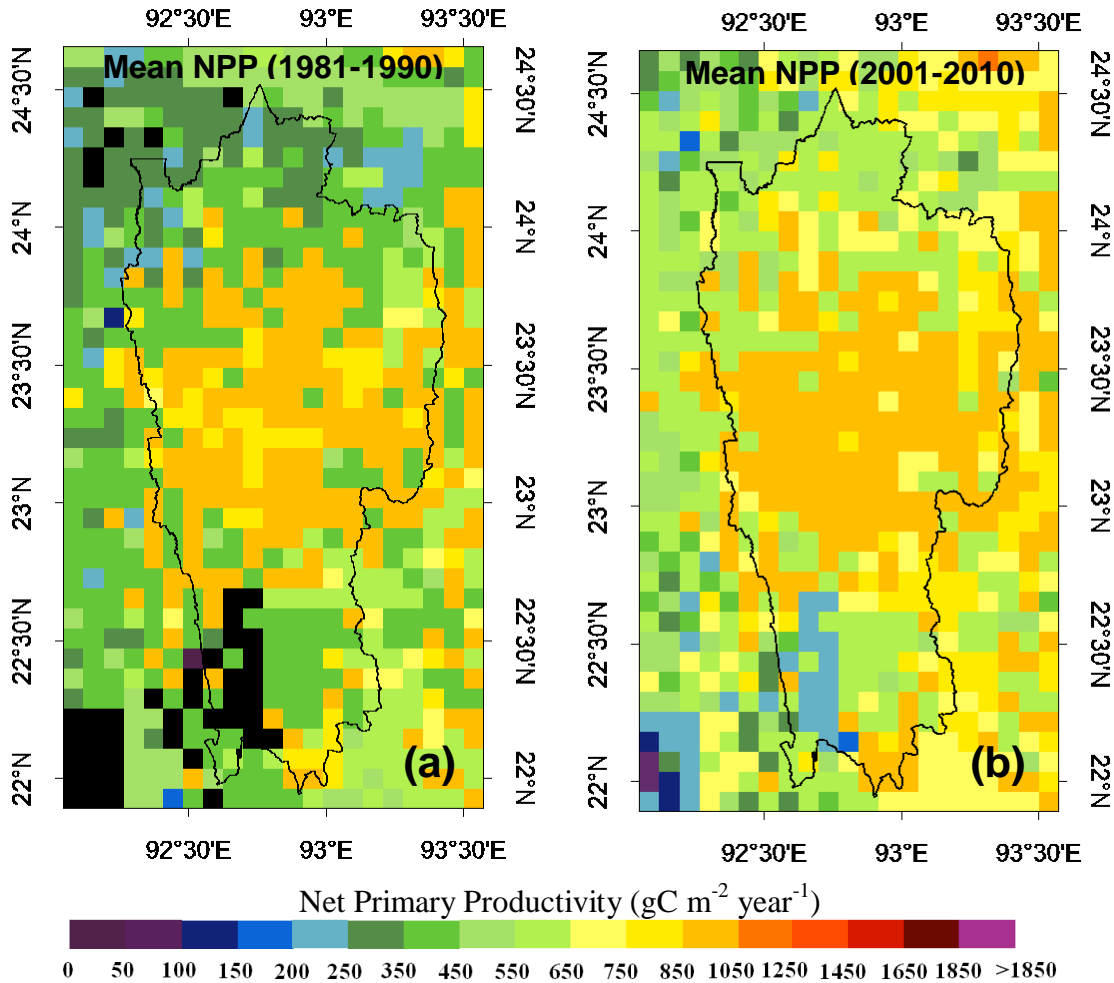 92°30'E 93°E 93°30'E 92°30'E 93°E 93°30'E
Mean NPP (1981-1990) Mean NPP (2001-2010)
24°30'N 24°30'N 24°30'N 24°30'N
24°N 24°N 24°N 24°N
23°30'N 23°30'N 23°30'N 23°30'N
23°N 23°N 23°N 23°N
22°30'N 22°30'N 22°30'N 22°30'N
(a) (b)
22°N 22°N 22°N 22°N
92°30'E 93°E 93°30'E 92°30'E 93°E 93°30'E
Net Primary Productivity (gC m⁻² year⁻¹)
0 50 100 150 200 250 350 450 550 650 750 850 1050 1250 1450 1650 1850 >1850